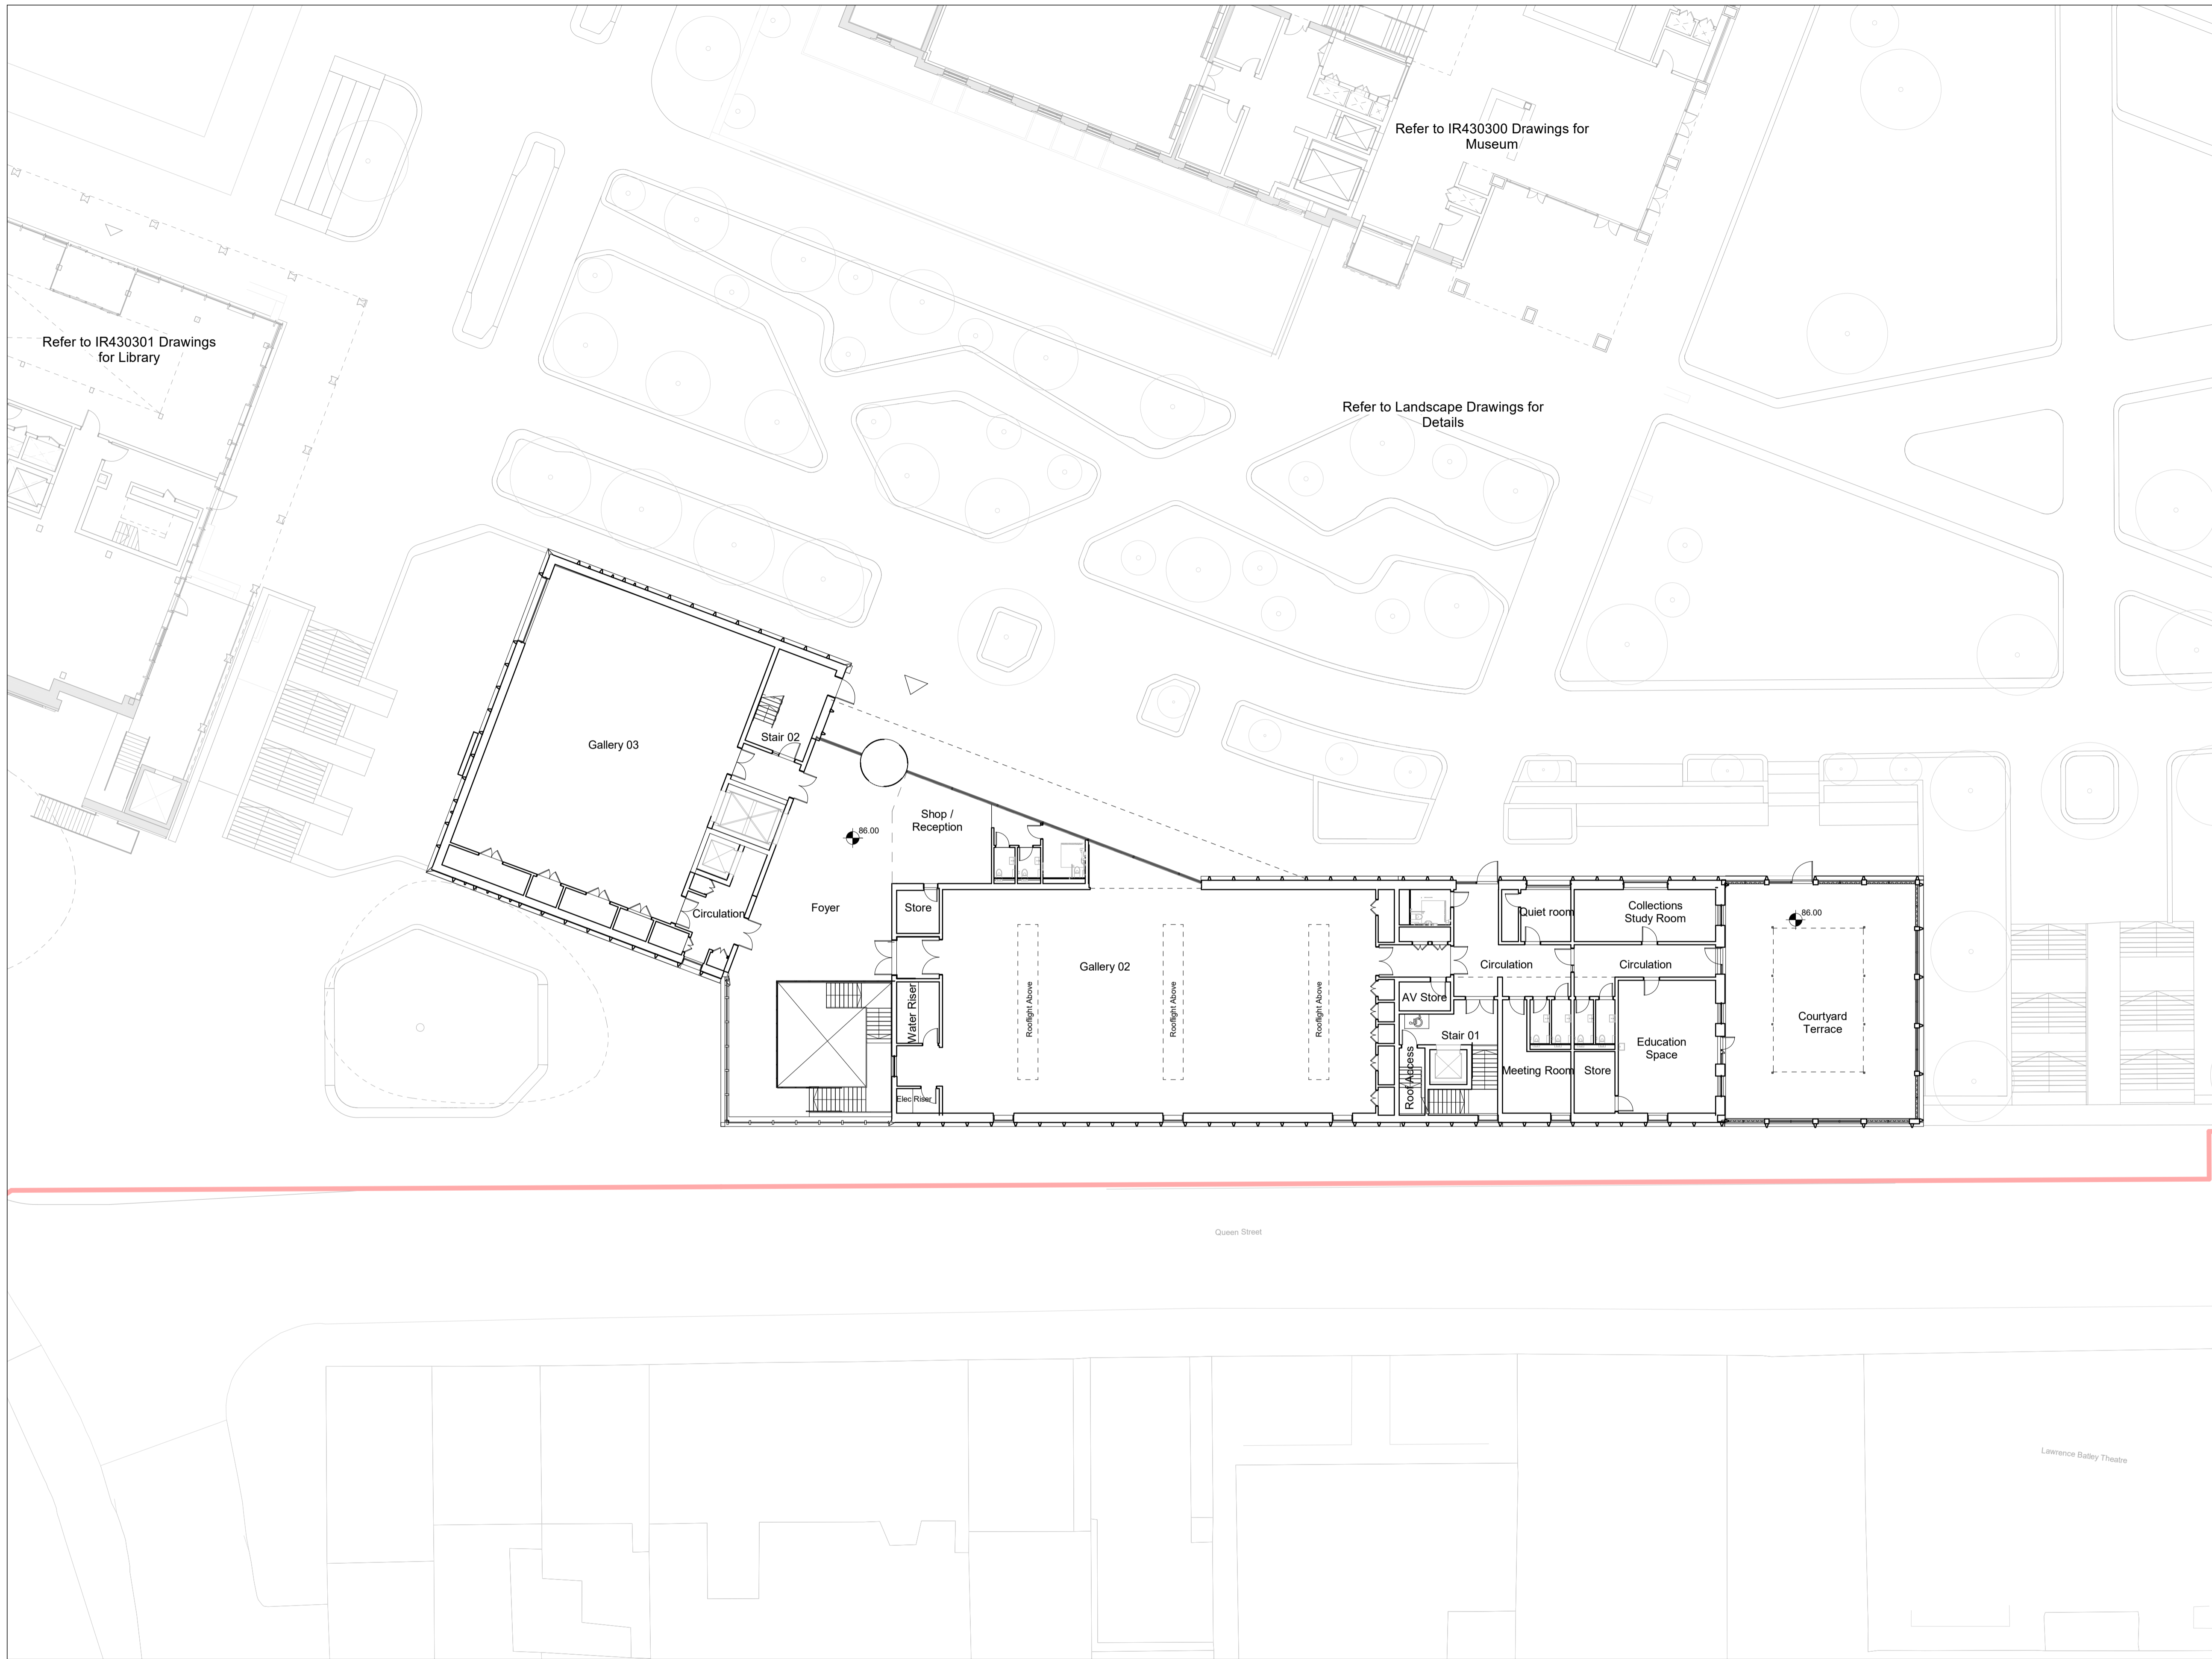 Refer to IR430300 Drawings for
Museum
Refer to IR430301 Drawings
for Library
Refer to Landscape Drawings for
Details
Gallery 03
Stair 02
Shop /
Reception
86.00
Circulation
Foyer
Store
Water Riser
Elec Riser
Gallery 02
Rooflight Above
Rooflight Above
Rooflight Above
Quiet room
Collections
Study Room
86.00
Circulation
Circulation
AV Store
Stair 01
Roof Access
Meeting Room
Store
Education
Space
Courtyard
Terrace
Queen Street
Lawrence Batley Theatre